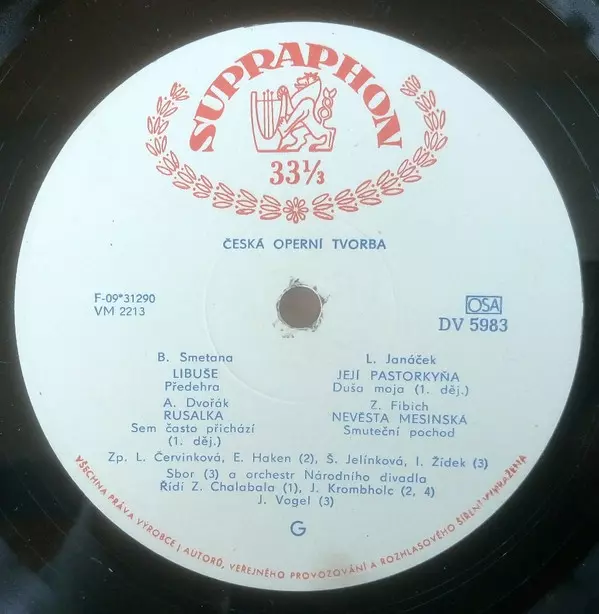 SUPRAPHON
33⅓
ČESKÁ OPERNÍ TVORBA
F-09*31290
VM 2213
OSA
DV 5983
B. Smetana
LIBUŠE
Předehra
A. Dvořák
RUSALKA
Sem často přichází
(1. děj.)
L. Janáček
JEJÍ PASTORKYŇA
Duša moja (1. děj.)
Z. Fibich
NEVĚSTA MESINSKÁ
Smuteční pochod
Zp. L. Červinková, E. Haken (2), Š. Jelínková, I. Žídek (3)
Sbor (3) a orchestr Národního divadla
Řídí Z. Chalabala (1), J. Krombholc (2, 4)
J. Vogel (3)
G
VŠECHNA PRÁVA VÝROBCE I AUTORŮ, VEŘEJNÉHO PROVOZOVÁNÍ A ROZHLASOVÉHO ŠÍŘENÍ VYHRAŽENA